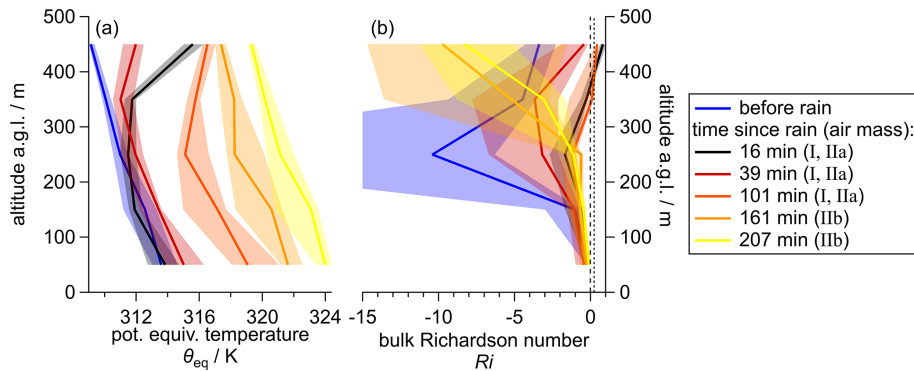 (a)
500
400
300
200
100
0
altitude a.g.l. / m
312
316
320
324
pot. equiv. temperature
θeq / K
(b)
-15
-10
-5
0
bulk Richardson number
Ri
500
400
300
200
100
0
altitude a.g.l. / m
before rain
time since rain (air mass):
16 min (I, IIa)
39 min (I, IIa)
101 min (I, IIa)
161 min (IIb)
207 min (IIb)